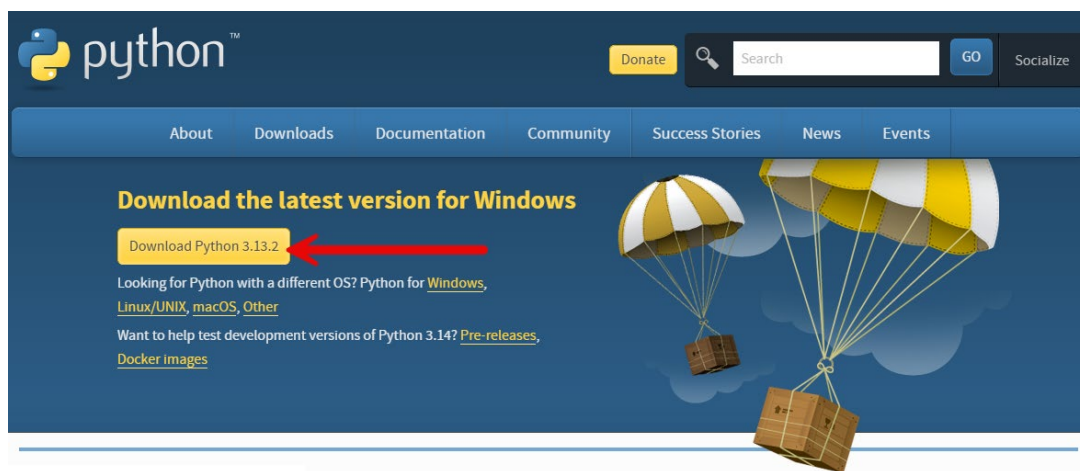 python™
Donate
Search
GO
Socialize
About Downloads Documentation Community Success Stories News Events
Download the latest version for Windows
Download Python 3.13.2
Looking for Python with a different OS? Python for Windows,
Linux/UNIX, macOS, Other
Want to help test development versions of Python 3.14? Pre-releases,
Docker images